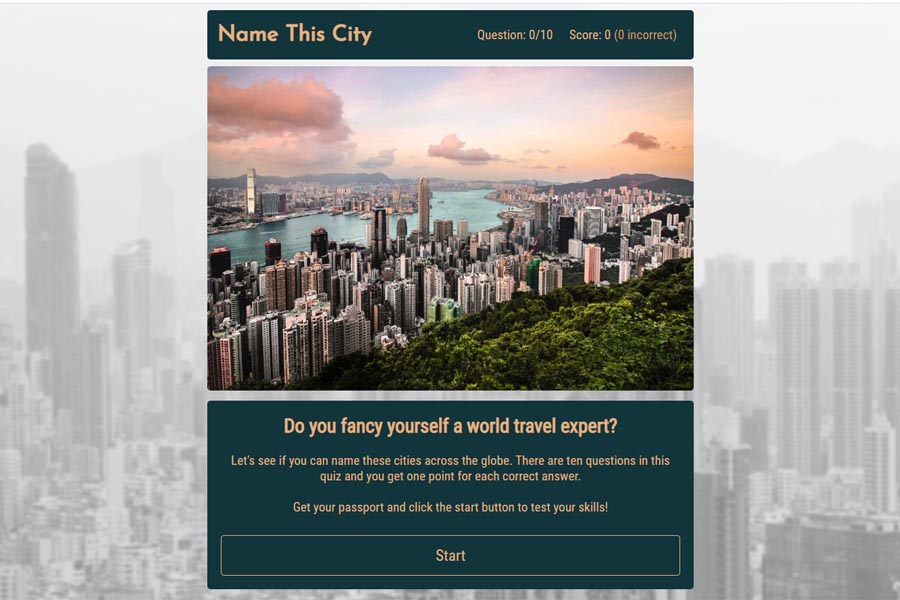 Name This City
Question: 0/10 Score: 0 (0 incorrect)
Do you fancy yourself a world travel expert?
Let's see if you can name these cities across the globe. There are ten questions in this
quiz and you get one point for each correct answer.
Get your passport and click the start button to test your skills!
Start